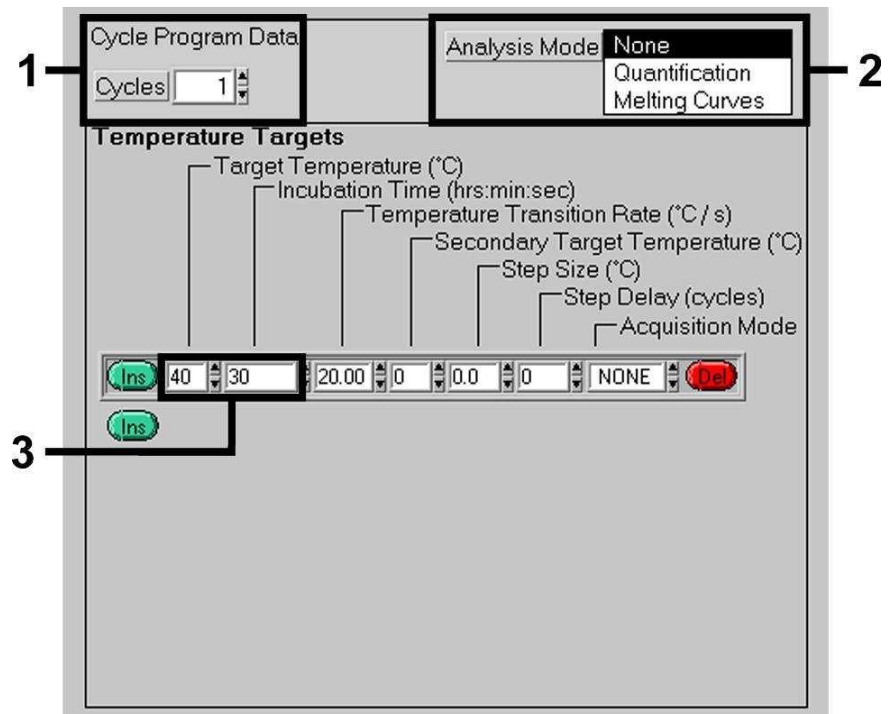 1
Cycle Program Data
Cycles 1
Analysis Mode None
Quantification
Melting Curves
2
Temperature Targets
Target Temperature (°C)
Incubation Time (hrs:min:sec)
Temperature Transition Rate (°C / s)
Secondary Target Temperature (°C)
Step Size (°C)
Step Delay (cycles)
Acquisition Mode
Ins 40 30 20.00 0 0.0 0 NONE Del
Ins
3